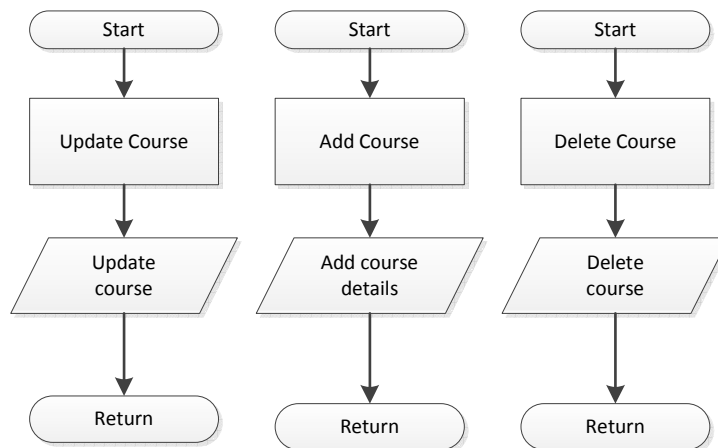 Start
Update Course
Update
course
Return
Start
Add Course
Add course
details
Return
Start
Delete Course
Delete
course
Return